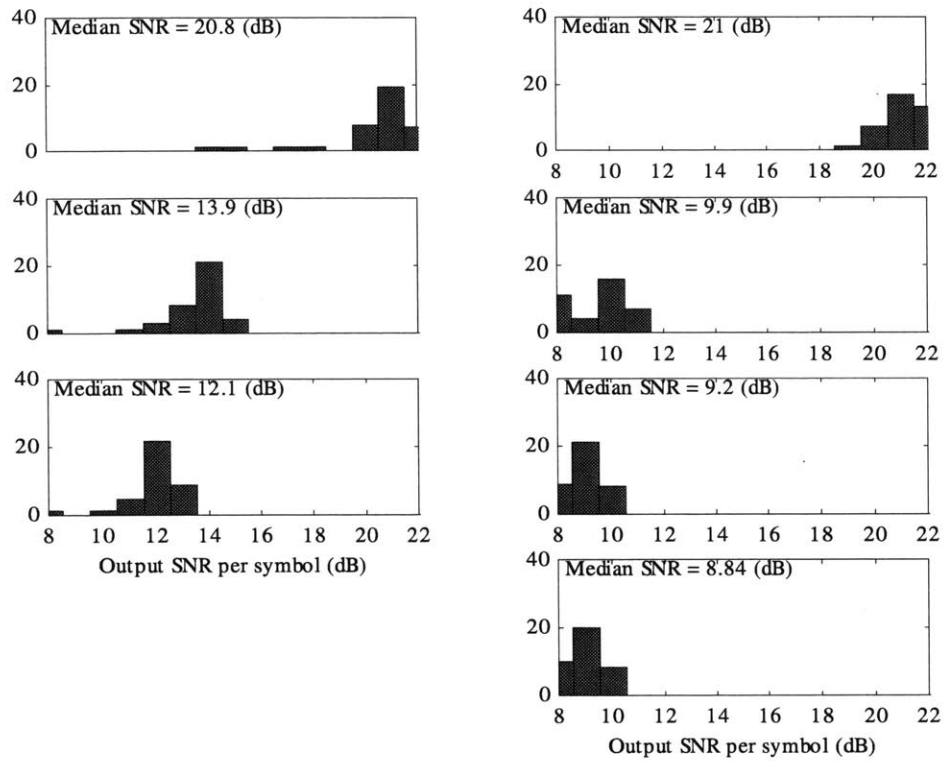 40
Median SNR = 20.8 (dB)
20
0
40
Median SNR = 13.9 (dB)
20
0
40
Median SNR = 12.1 (dB)
20
0
8 10 12 14 16 18 20 22
Output SNR per symbol (dB)
40
Median SNR = 21 (dB)
20
0
8 10 12 14 16 18 20 22
40
Median SNR = 9.9 (dB)
20
0
8 10 12 14 16 18 20 22
40
Median SNR = 9.2 (dB)
20
0
8 10 12 14 16 18 20 22
40
Median SNR = 8.84 (dB)
20
0
8 10 12 14 16 18 20 22
Output SNR per symbol (dB)